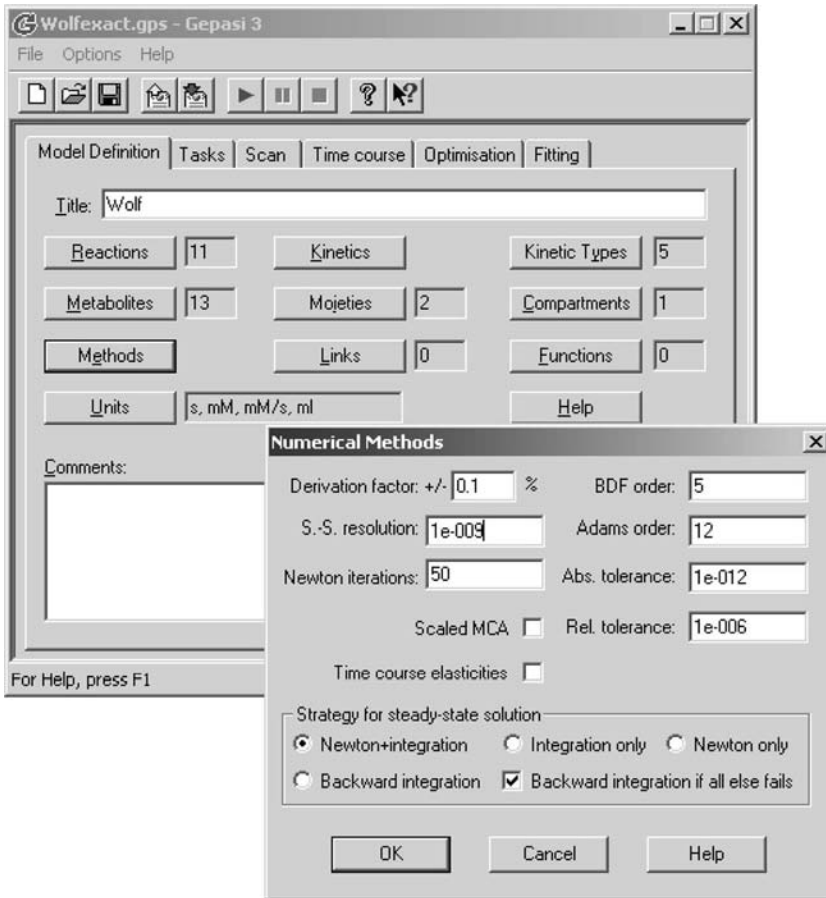 Wolfexact.gps - Gepasi 3
File Options Help
Model Definition Tasks Scan Time course Optimisation Fitting
Title: Wolf
Reactions 11 Kinetics Kinetic Types 5
Metabolites 13 Moieties 2 Compartments 1
Methods Links 0 Functions 0
Units s, mM, mM/s, ml Help
Comments:
For Help, press F1
Numerical Methods
Derivation factor: +/- 0.1 % BDF order: 5
S.-S. resolution: 1e-009 Adams order: 12
Newton iterations: 50 Abs. tolerance: 1e-012
Scaled MCA Rel. tolerance: 1e-006
Time course elasticities
Strategy for steady-state solution
Newton+integration Integration only Newton only
Backward integration Backward integration if all else fails
OK Cancel Help